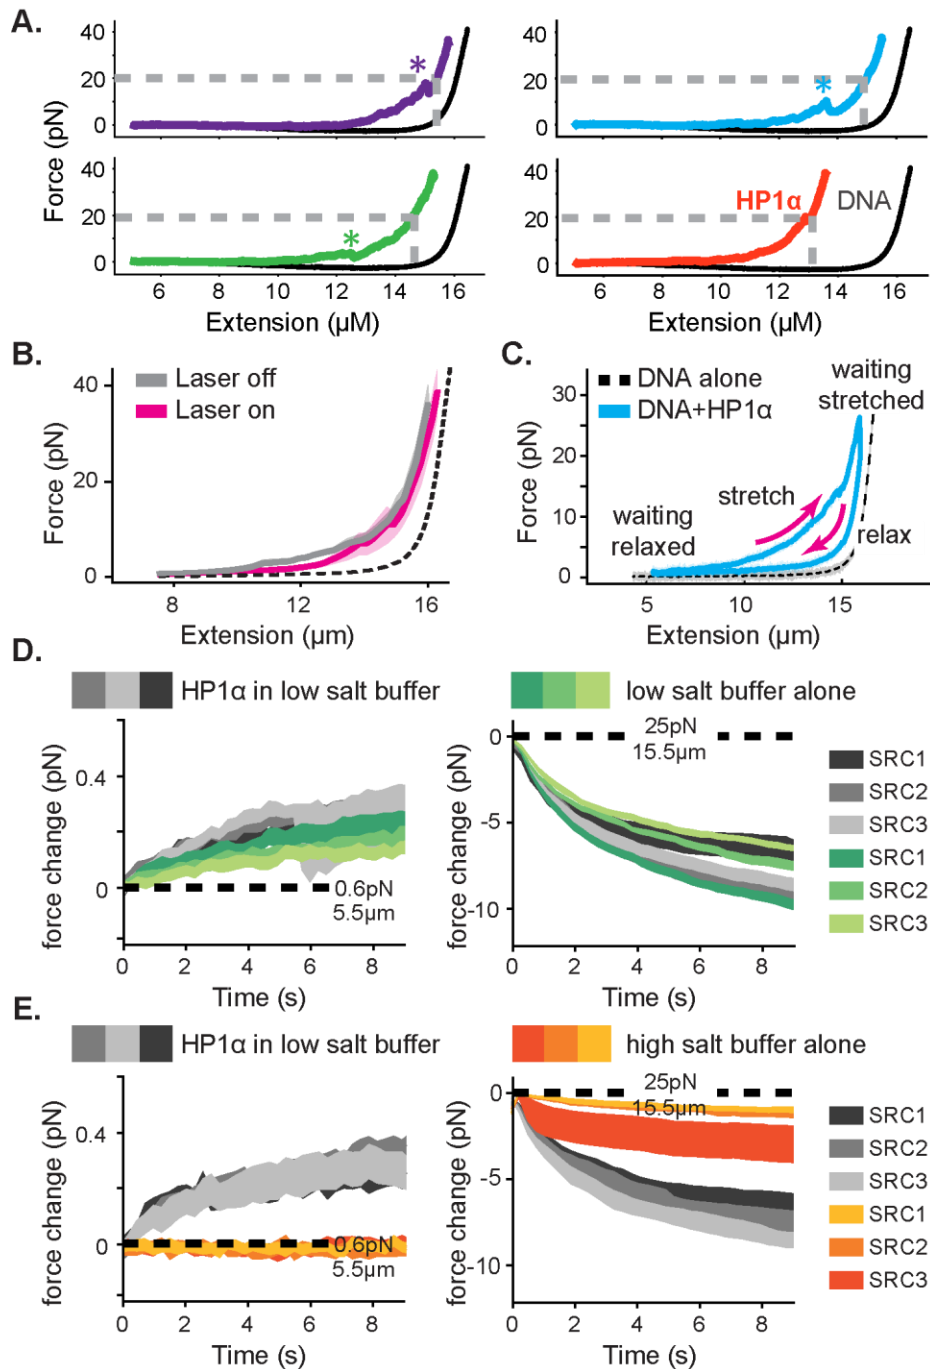 A.
Force (pN)
40
20
0
*
40
20
0
*
40
20
0
*
6 8 10 12 14 16
Extension (µM)
40
20
0
HP1α
DNA
6 8 10 12 14 16
Extension (µM)
B.
Laser off
Laser on
Force (pN)
40
20
0
8 12 16
Extension (µm)
C.
DNA alone
DNA+HP1α
waiting
stretched
stretch
waiting
relaxed
relax
Force (pN)
30
20
10
0
5 10 15
Extension (µm)
D.
HP1α in low salt buffer
low salt buffer alone
force change (pN)
0.4
0
0.6pN
5.5µm
0 2 4 6 8
Time (s)
force change (pN)
0
-5
-10
25pN
15.5µm
0 2 4 6 8
Time (s)
SRC1
SRC2
SRC3
SRC1
SRC2
SRC3
E.
HP1α in low salt buffer
high salt buffer alone
force change (pN)
0.4
0
0.6pN
5.5µm
0 2 4 6 8
Time (s)
force change (pN)
0
-5
-10
25pN
15.5µm
0 2 4 6 8
Time (s)
SRC1
SRC2
SRC3
SRC1
SRC2
SRC3